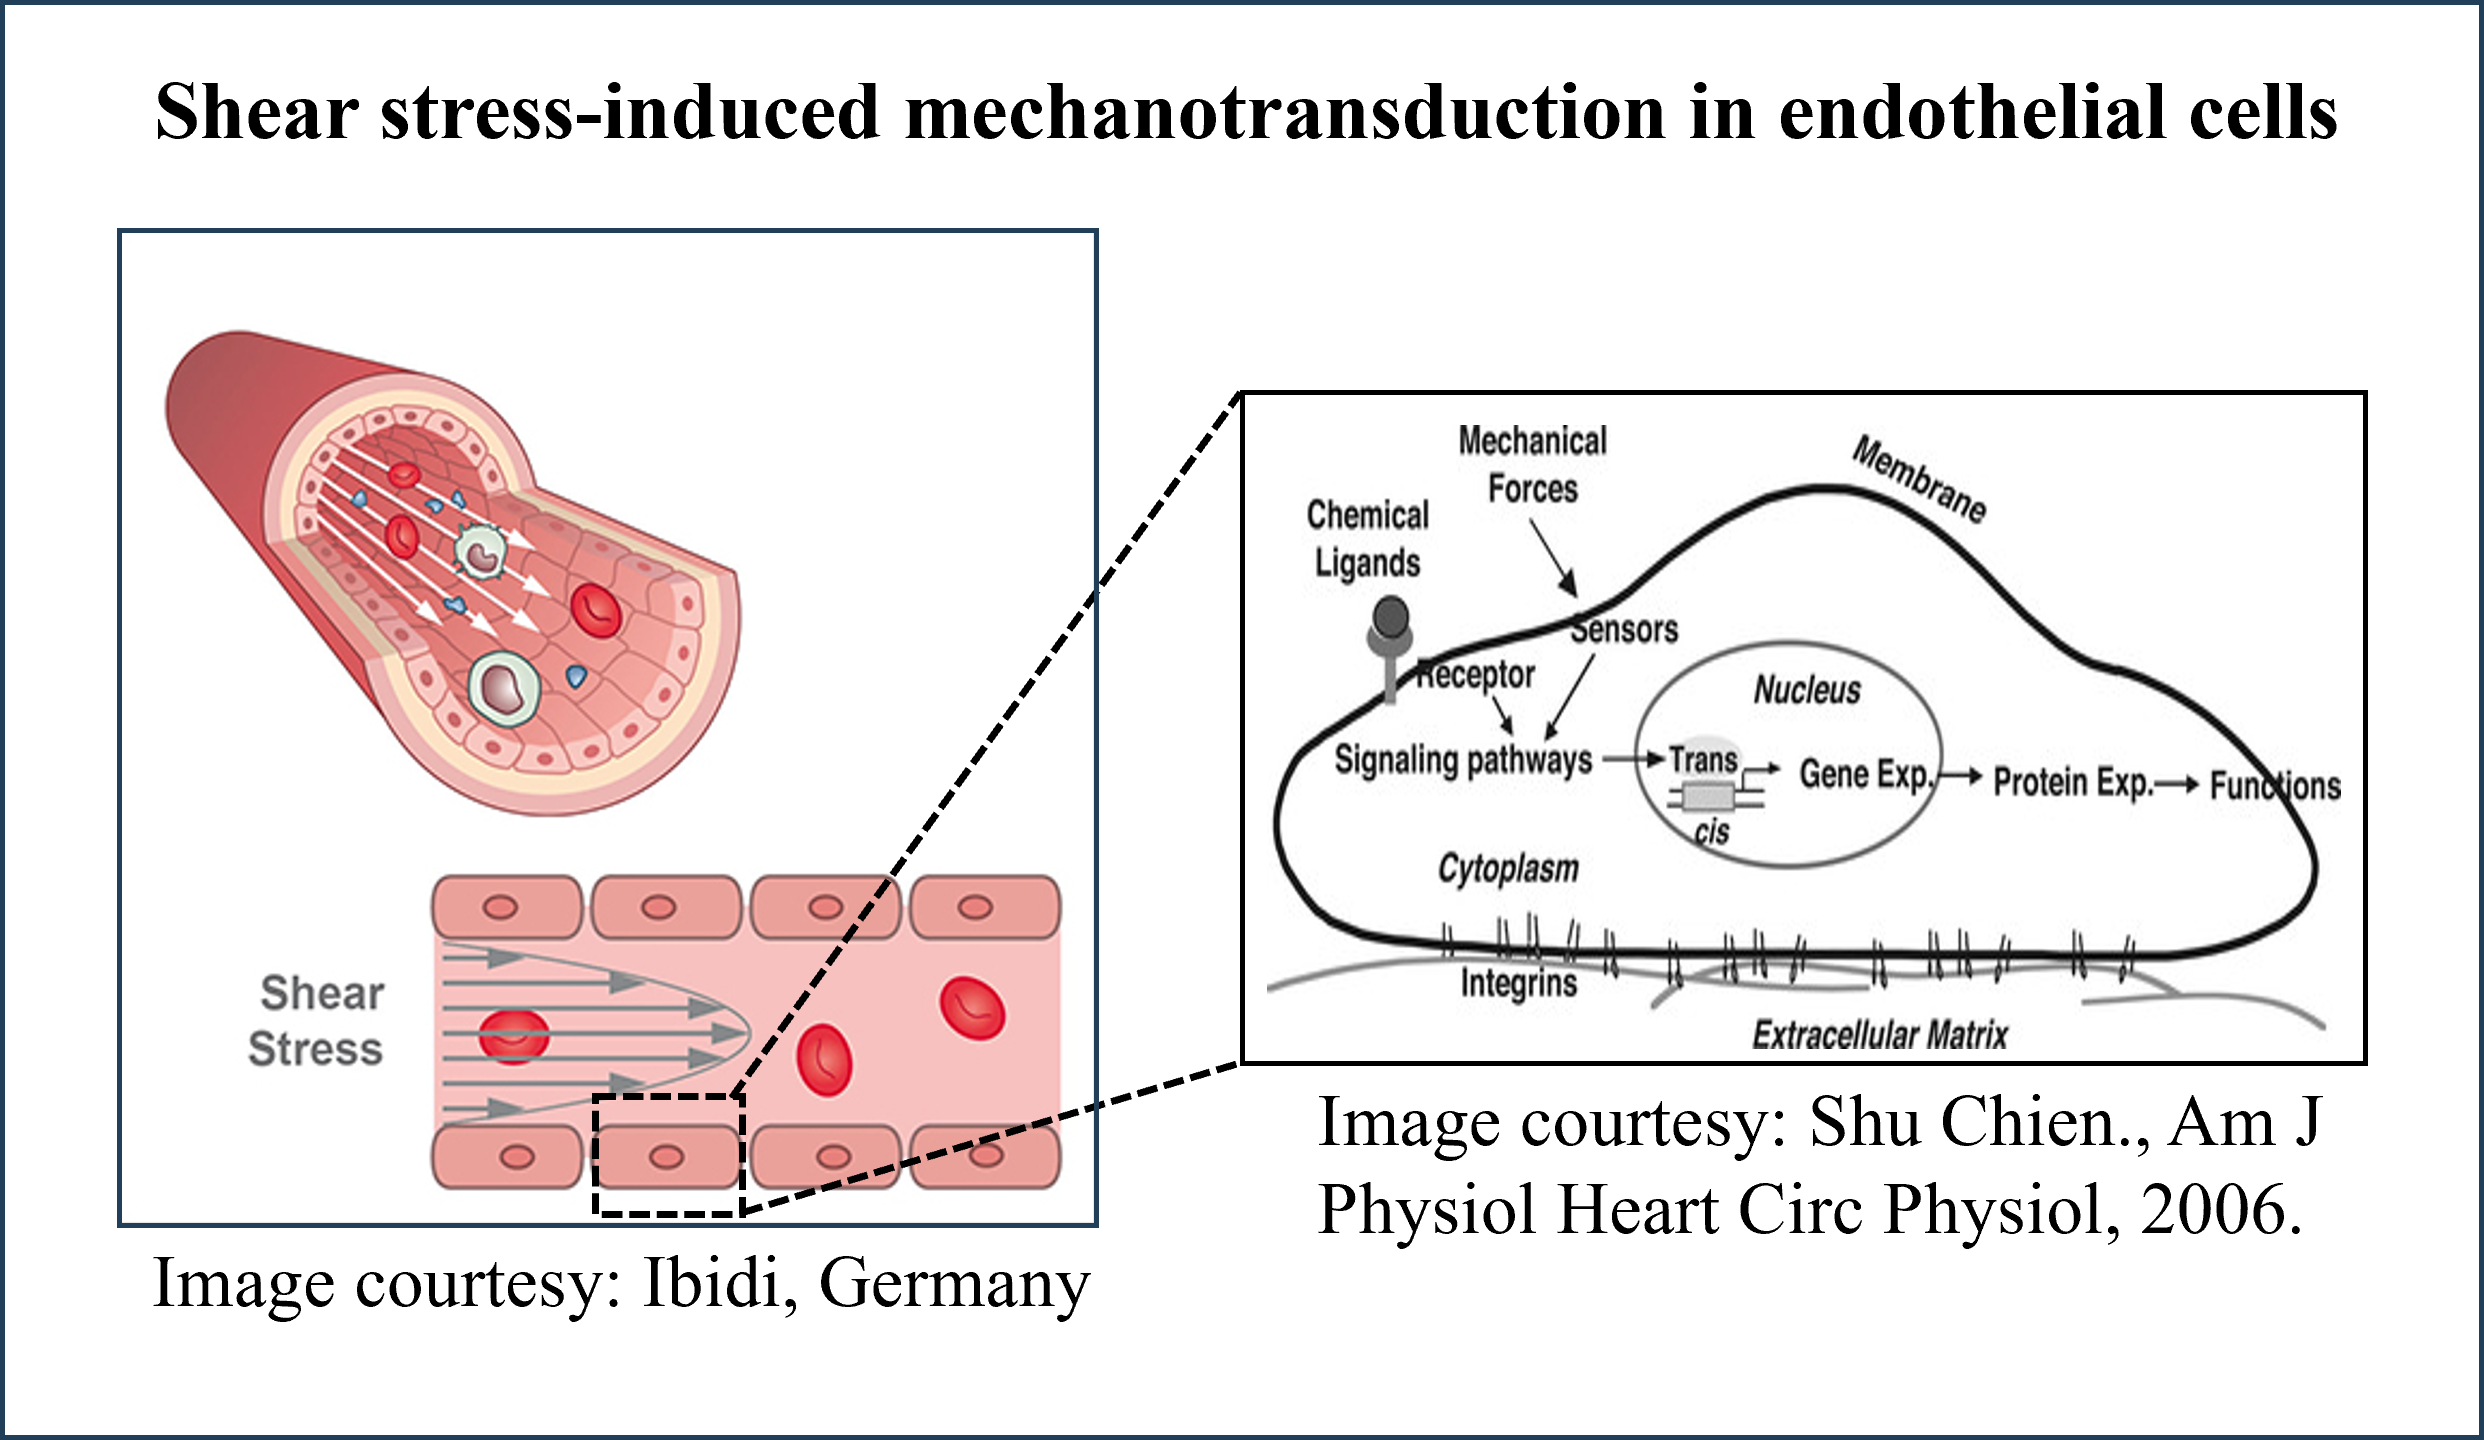 Shear stress-induced mechanotransduction in endothelial cells
Shear
Stress
Image courtesy: Ibidi, Germany
Mechanical
Forces
Membrane
Chemical
Ligands
Sensors
Receptor
Nucleus
Signaling pathways
Trans
Gene Exp.
Protein Exp.
Functions
cis
Cytoplasm
Integrins
Extracellular Matrix
Image courtesy: Shu Chien., Am J
Physiol Heart Circ Physiol, 2006.